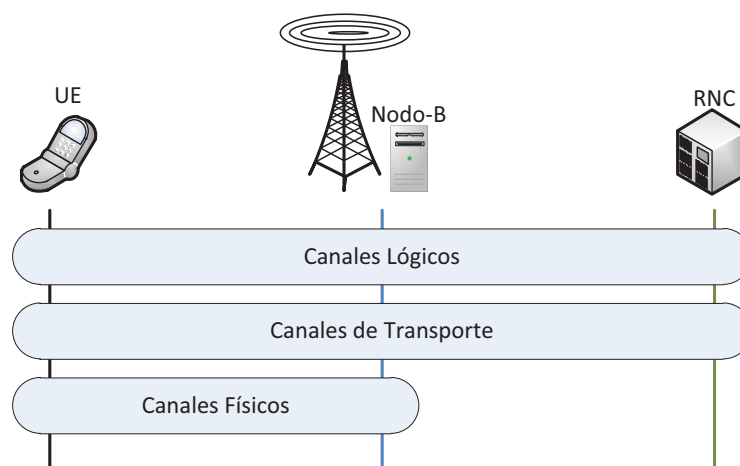 UE
Nodo-B
RNC
Canales Lógicos
Canales de Transporte
Canales Físicos